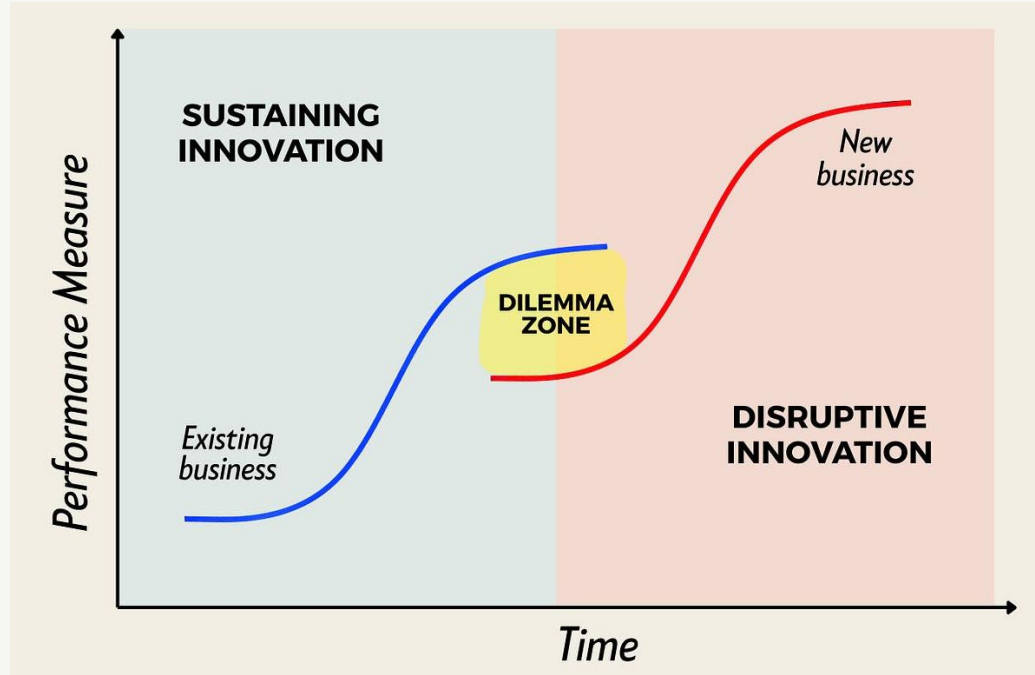 SUSTAINING
INNOVATION
Performance Measure
New
business
DILEMMA
ZONE
Existing
business
DISRUPTIVE
INNOVATION
Time